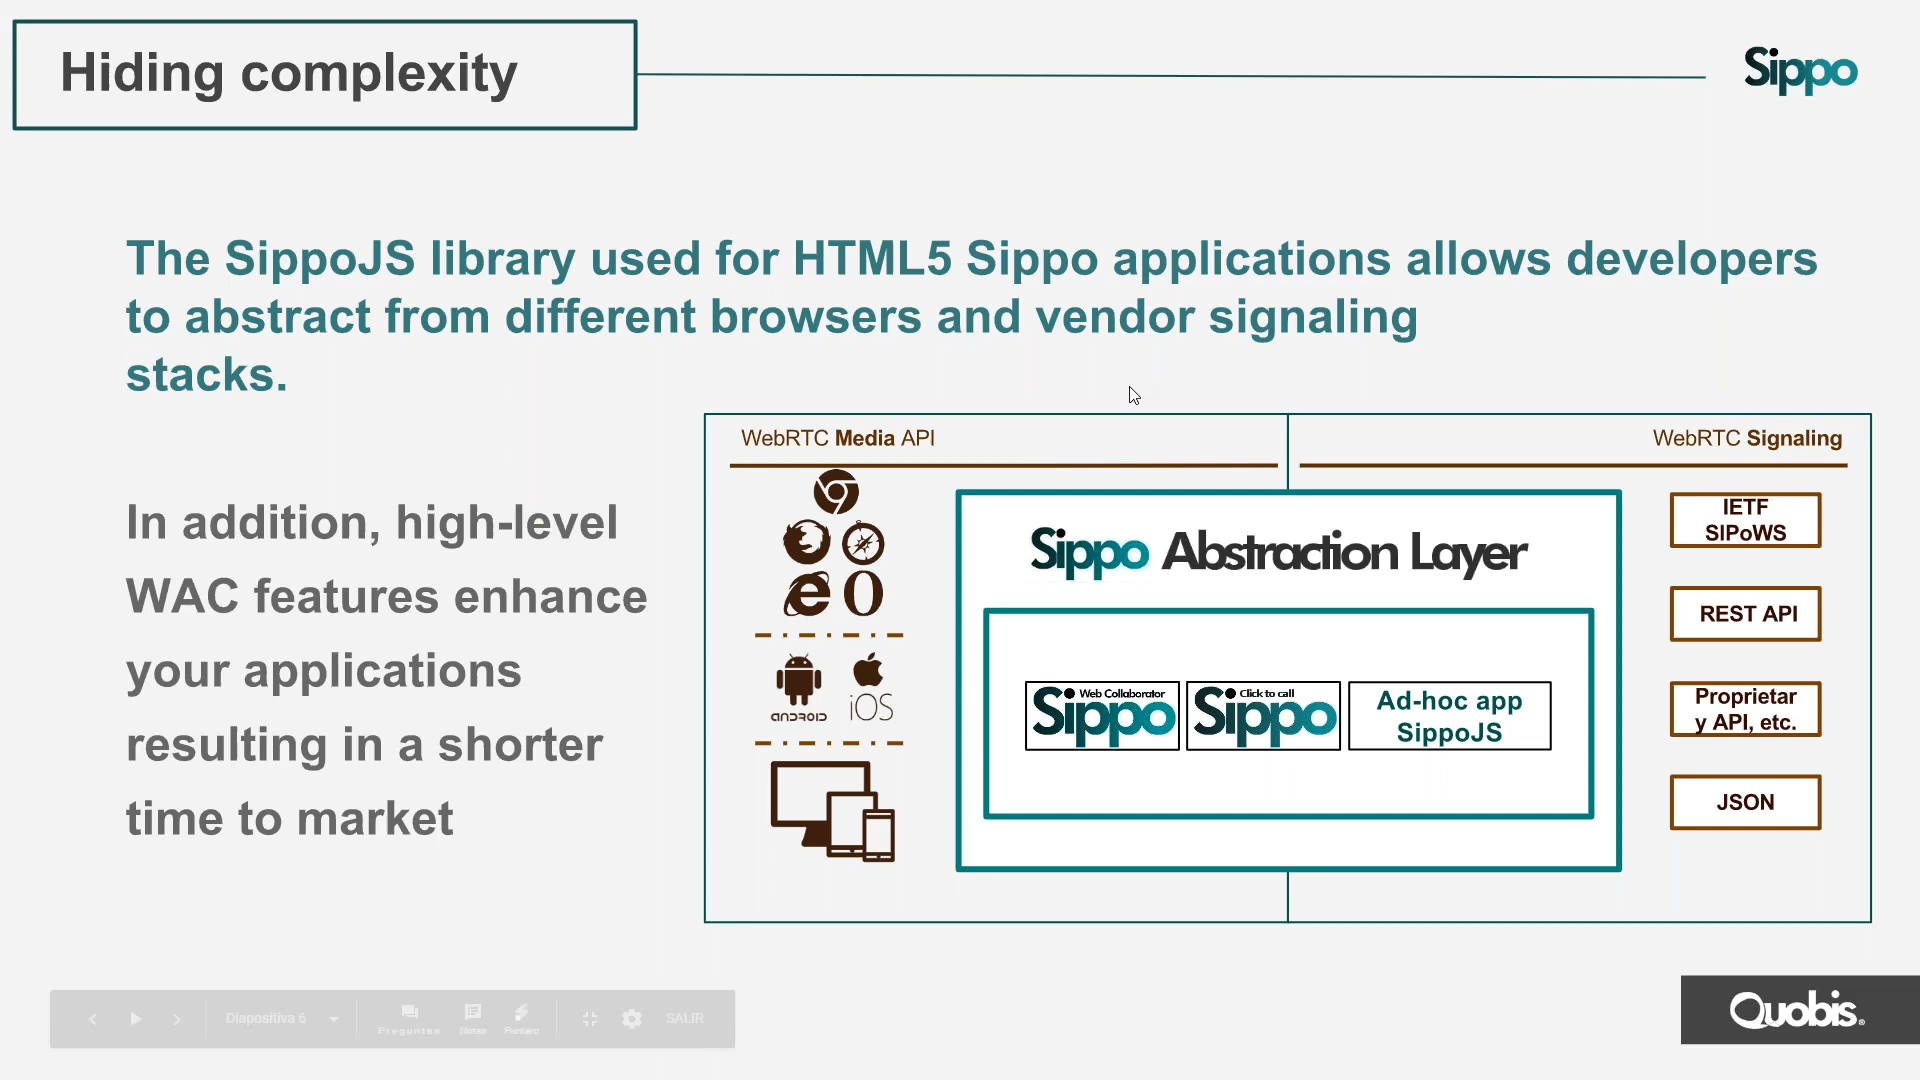 Hiding complexity
Sippo
The SippoJS library used for HTML5 Sippo applications allows developers
to abstract from different browsers and vendor signaling
stacks.
In addition, high-level
WAC features enhance
your applications
resulting in a shorter
time to market
WebRTC Media API
WebRTC Signaling
ANDROID
iOS
Sippo Abstraction Layer
Web Collaborator
Sippo
Click to call
Sippo
Ad-hoc app
SippoJS
IETF
SIPoWS
REST API
Proprietar
y API, etc.
JSON
Diapositiva 6
Preguntas
Notas
Puntero
SALIR
Quobis®